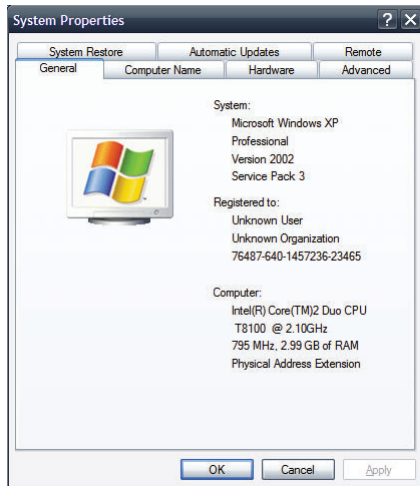 System Properties
System Restore
Automatic Updates
Remote
General
Computer Name
Hardware
Advanced
System:
Microsoft Windows XP
Professional
Version 2002
Service Pack 3
Registered to:
Unknown User
Unknown Organization
76487-640-1457236-23465
Computer:
Intel(R) Core(TM)2 Duo CPU
T8100 @ 2.10GHz
795 MHz, 2.99 GB of RAM
Physical Address Extension
OK
Cancel
Apply